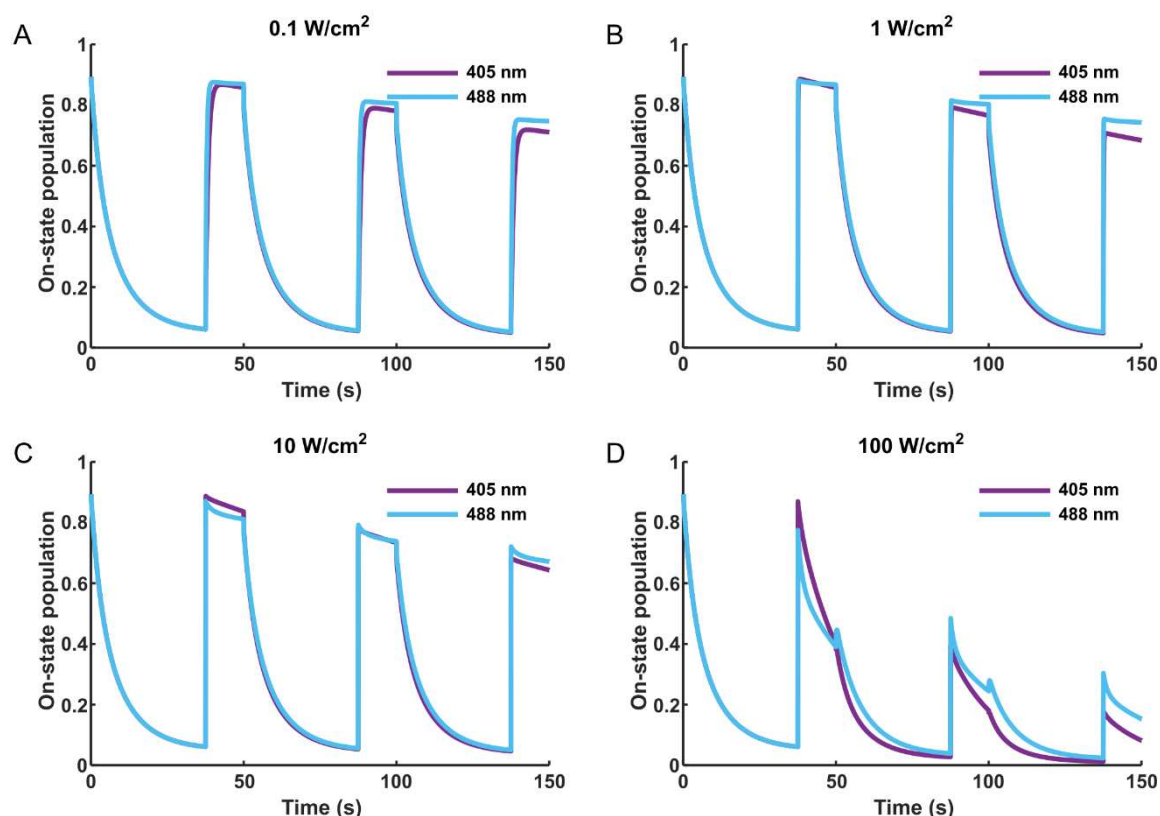 A
0.1 W/cm²
405 nm
488 nm
On-state population
1
0.8
0.6
0.4
0.2
0
0 50 100 150
Time (s)
B
1 W/cm²
405 nm
488 nm
On-state population
1
0.8
0.6
0.4
0.2
0
0 50 100 150
Time (s)
C
10 W/cm²
405 nm
488 nm
On-state population
1
0.8
0.6
0.4
0.2
0
0 50 100 150
Time (s)
D
100 W/cm²
405 nm
488 nm
On-state population
1
0.8
0.6
0.4
0.2
0
0 50 100 150
Time (s)